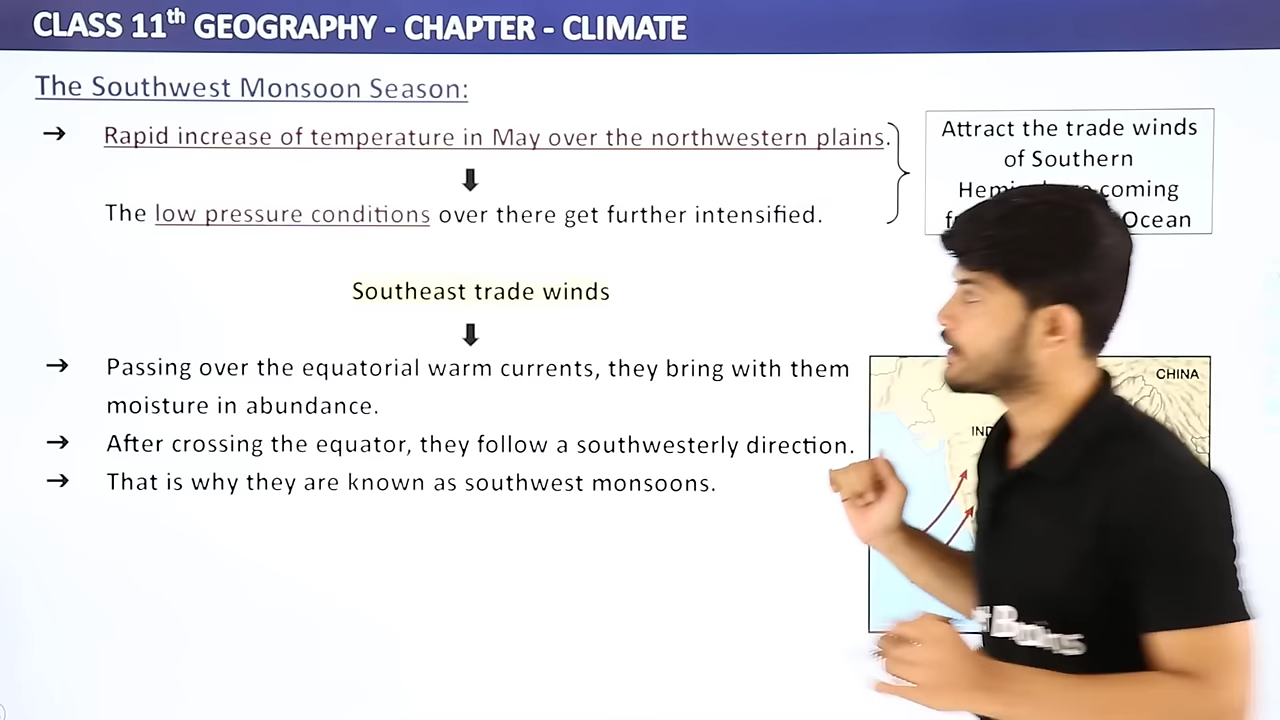 CLASS 11th GEOGRAPHY - CHAPTER - CLIMATE
The Southwest Monsoon Season:
→ Rapid increase of temperature in May over the northwestern plains.
The low pressure conditions over there get further intensified.
Attract the trade winds
of Southern
coming
Ocean
Southeast trade winds
→ Passing over the equatorial warm currents, they bring with them
moisture in abundance.
→ After crossing the equator, they follow a southwesterly direction.
→ That is why they are known as southwest monsoons.
CHINA